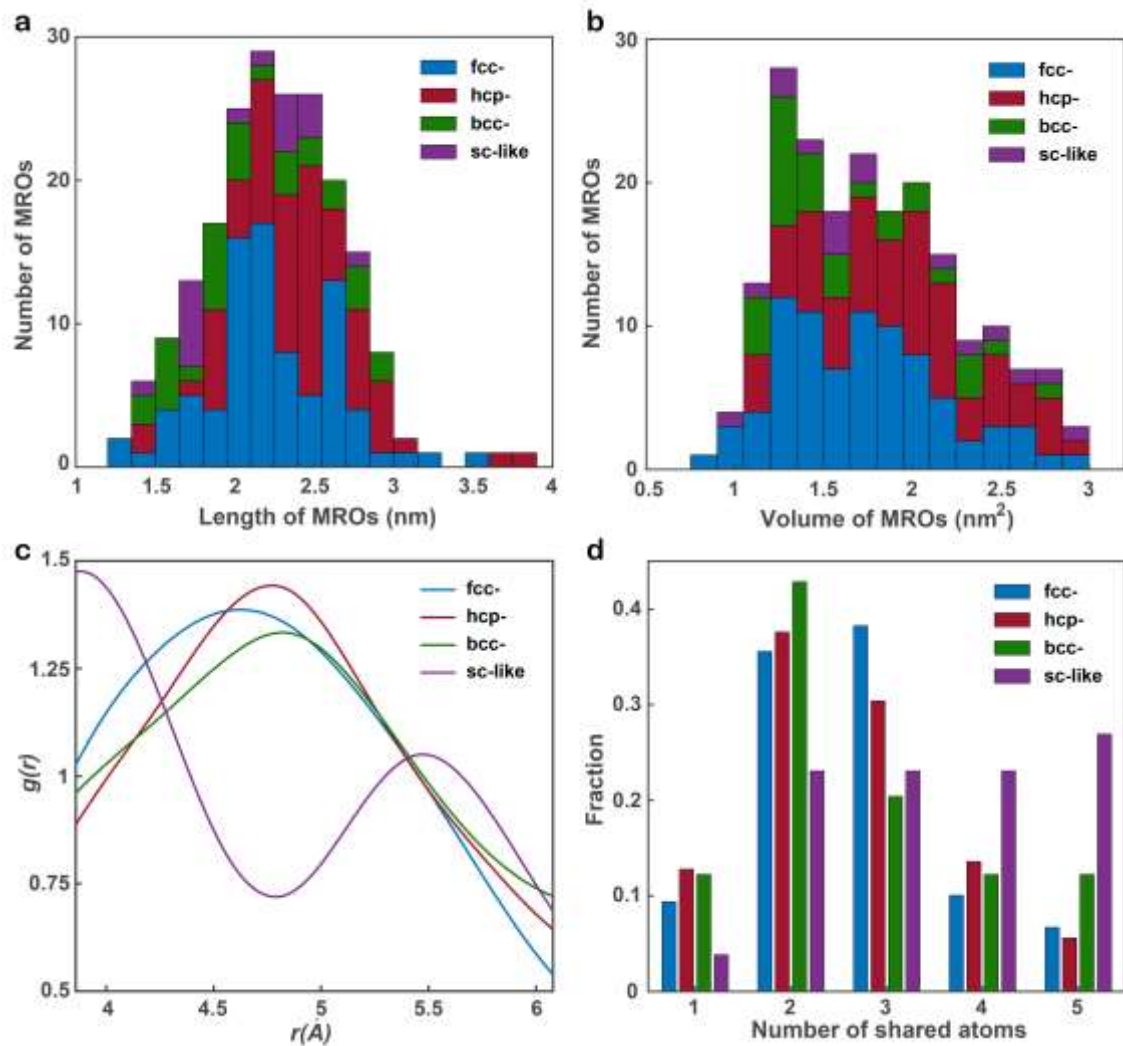 a
30
20
10
0
Number of MROs
fcc-
hcp-
bcc-
sc-like
1
1.5
2
2.5
3
3.5
4
Length of MROs (nm)
b
30
20
10
0
Number of MROs
fcc-
hcp-
bcc-
sc-like
0.5
1
1.5
2
2.5
3
Volume of MROs (nm²)
c
1.5
1.25
1
0.75
0.5
g(r)
fcc-
hcp-
bcc-
sc-like
4
4.5
5
5.5
6
r(Å)
d
0.4
0.3
0.2
0.1
0
Fraction
fcc-
hcp-
bcc-
sc-like
1
2
3
4
5
Number of shared atoms